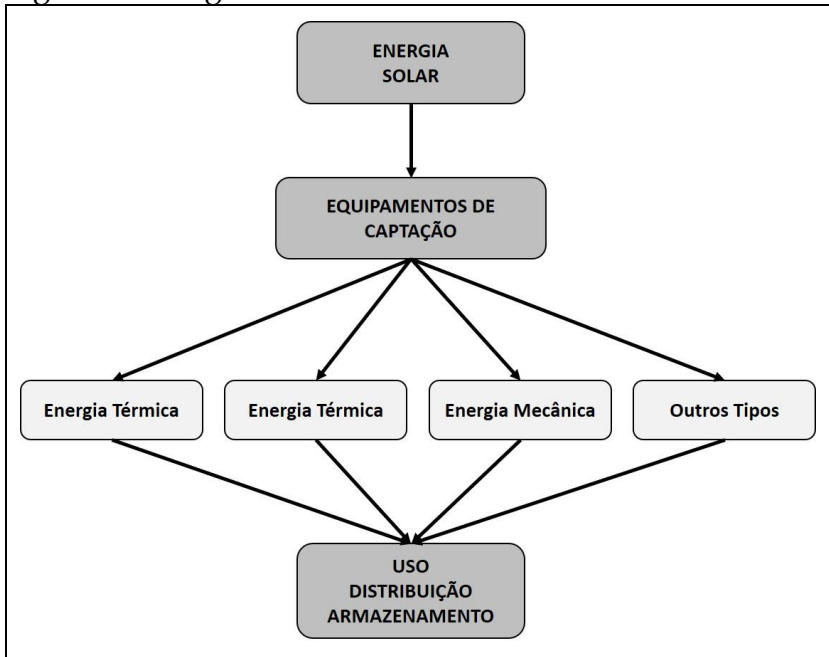 ENERGIA
SOLAR
EQUIPAMENTOS DE
CAPTAÇÃO
Energia Térmica
Energia Térmica
Energia Mecânica
Outros Tipos
USO
DISTRIBUIÇÃO
ARMAZENAMENTO